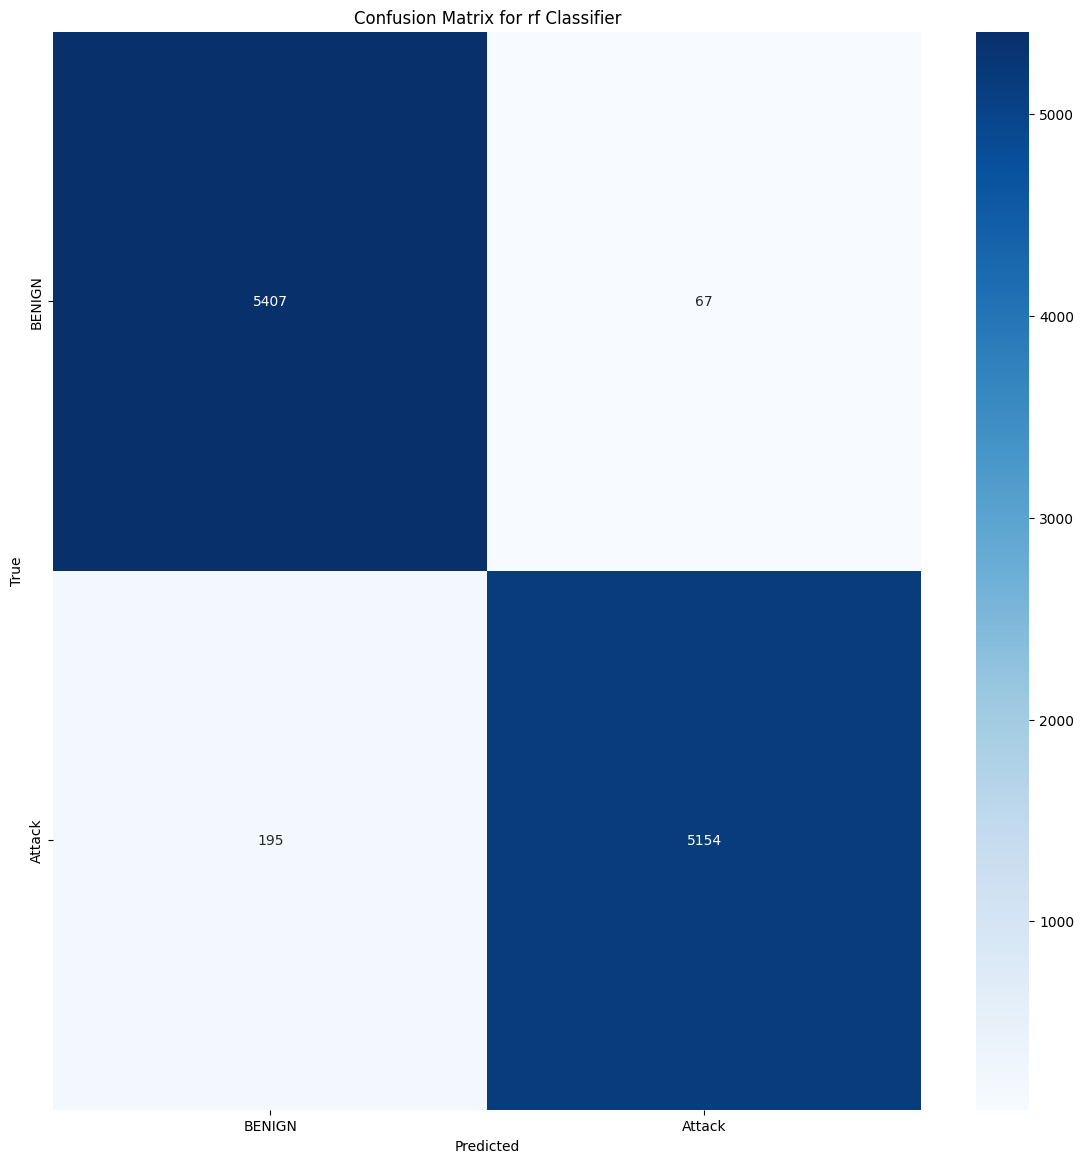 Confusion Matrix for rf Classifier
5000
BENIGN
5407
67
4000
3000
True
2000
Attack
195
5154
1000
BENIGN
Attack
Predicted